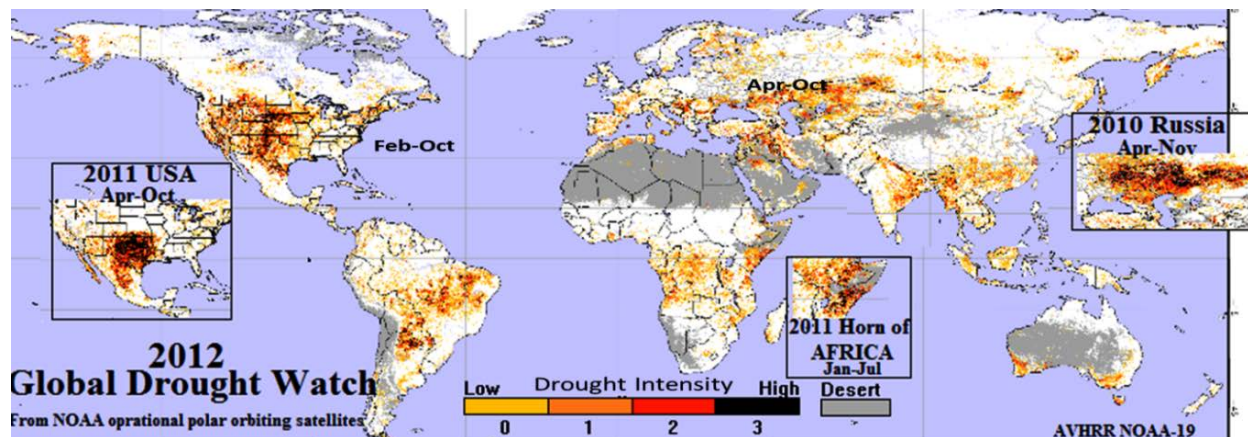 Apr-Oct
2010 Russia
Apr-Nov
Feb-Oct
2011 USA
Apr-Oct
2011 Horn of
AFRICA
Jan-Jul
2012
Global Drought Watch
From NOAA oprational polar orbiting satellites
Low Drought Intensity High Desert
0 1 2 3
AVHRR NOAA-19